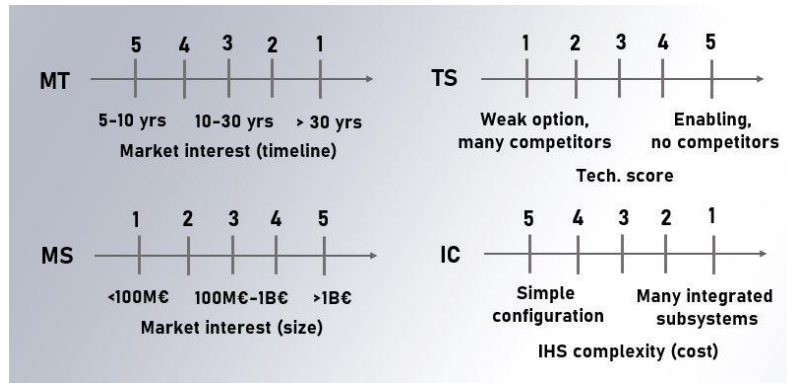 5 4 3 2 1
MT
5-10 yrs 10-30 yrs > 30 yrs
Market interest (timeline)
1 2 3 4 5
TS
Weak option,
many competitors
Enabling,
no competitors
Tech. score
1 2 3 4 5
MS
<100M€ 100M€-1B€ >1B€
Market interest (size)
5 4 3 2 1
IC
Simple
configuration
Many integrated
subsystems
IHS complexity (cost)